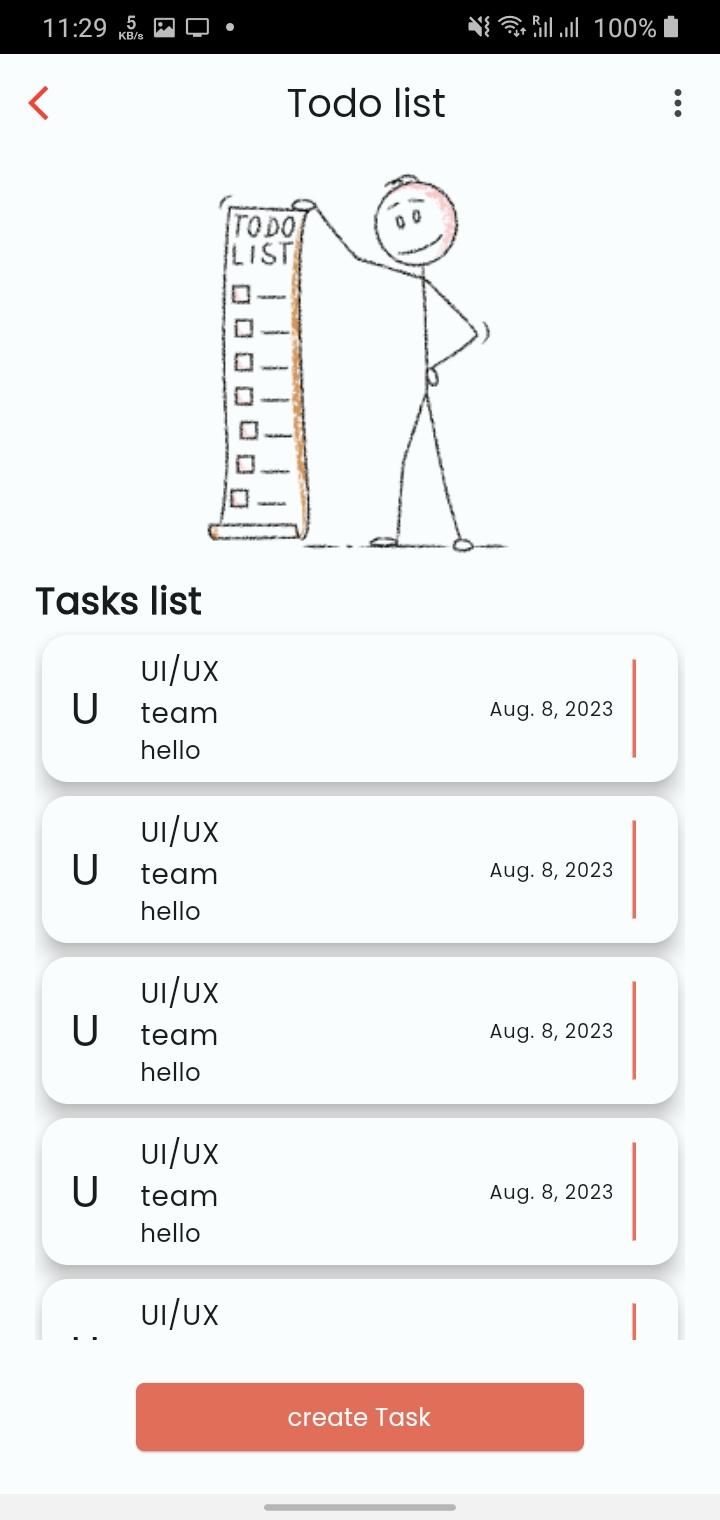 11:29 5 KB/s R 100%
Todo list
TODO
LIST
Tasks list
U UI/UX team Aug. 8, 2023
hello
U UI/UX team Aug. 8, 2023
hello
U UI/UX team Aug. 8, 2023
hello
U UI/UX team Aug. 8, 2023
hello
UI/UX
create Task